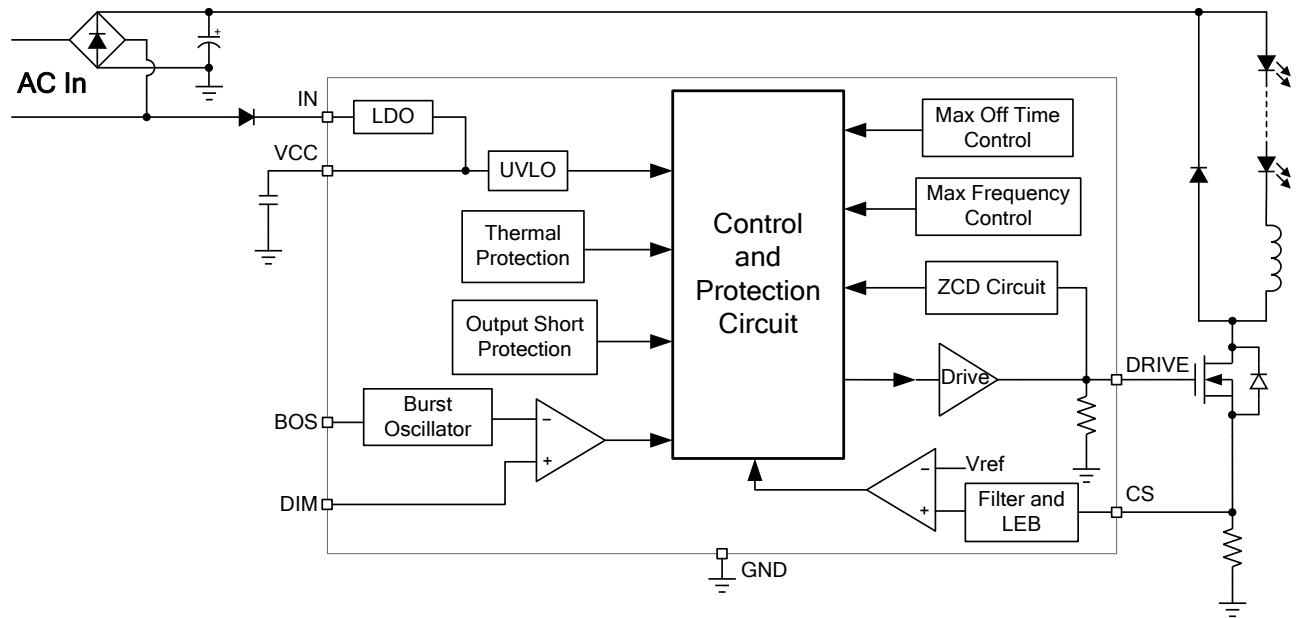 AC In
+
IN
LDO
VCC
UVLO
Thermal
Protection
Output Short
Protection
BOS
Burst
Oscillator
DIM
−
+
Control
and
Protection
Circuit
Max Off Time
Control
Max Frequency
Control
ZCD Circuit
Drive
DRIVE
−
Vref
+
Filter and
LEB
CS
GND